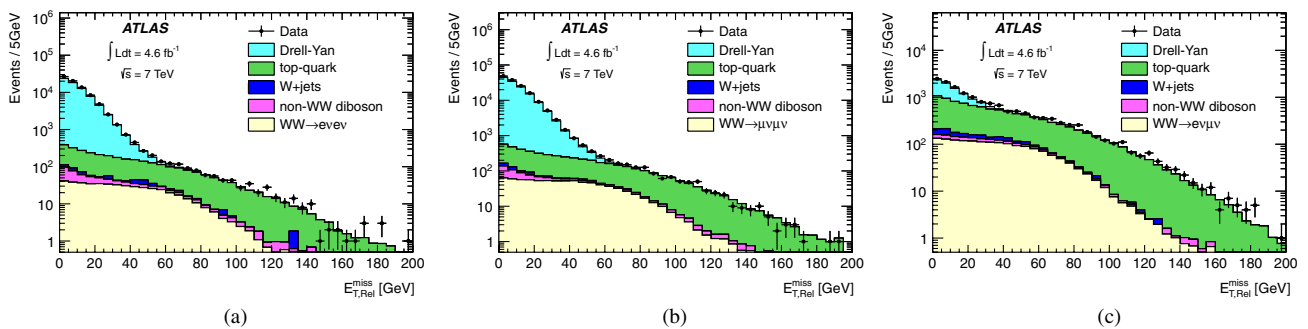 ATLAS
∫ Ldt = 4.6 fb⁻¹
√s = 7 TeV
Data
Drell-Yan
top-quark
W+jets
non-WW diboson
WW→eνeν
Events / 5GeV
10⁶
10⁵
10⁴
10³
10²
10
1
0 20 40 60 80 100 120 140 160 180 200
E_{T,Rel}^{miss} [GeV]
(a)
ATLAS
∫ Ldt = 4.6 fb⁻¹
√s = 7 TeV
Data
Drell-Yan
top-quark
W+jets
non-WW diboson
WW→μνμν
Events / 5GeV
10⁶
10⁵
10⁴
10³
10²
10
1
0 20 40 60 80 100 120 140 160 180 200
E_{T,Rel}^{miss} [GeV]
(b)
ATLAS
∫ Ldt = 4.6 fb⁻¹
√s = 7 TeV
Data
Drell-Yan
top-quark
W+jets
non-WW diboson
WW→eνμν
Events / 5GeV
10⁴
10³
10²
10
1
0 20 40 60 80 100 120 140 160 180 200
E_{T,Rel}^{miss} [GeV]
(c)